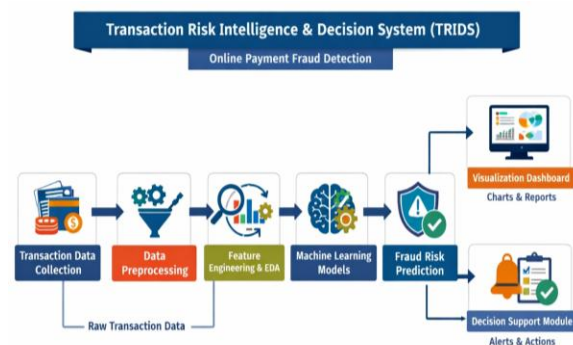 Transaction Risk Intelligence & Decision System (TRIDS)
Online Payment Fraud Detection
Visualization Dashboard
Charts & Reports
Transaction Data
Collection
Data
Preprocessing
Feature
Engineering & EDA
Machine Learning
Models
Fraud Risk
Prediction
Raw Transaction Data
Decision Support Module
Alerts & Actions